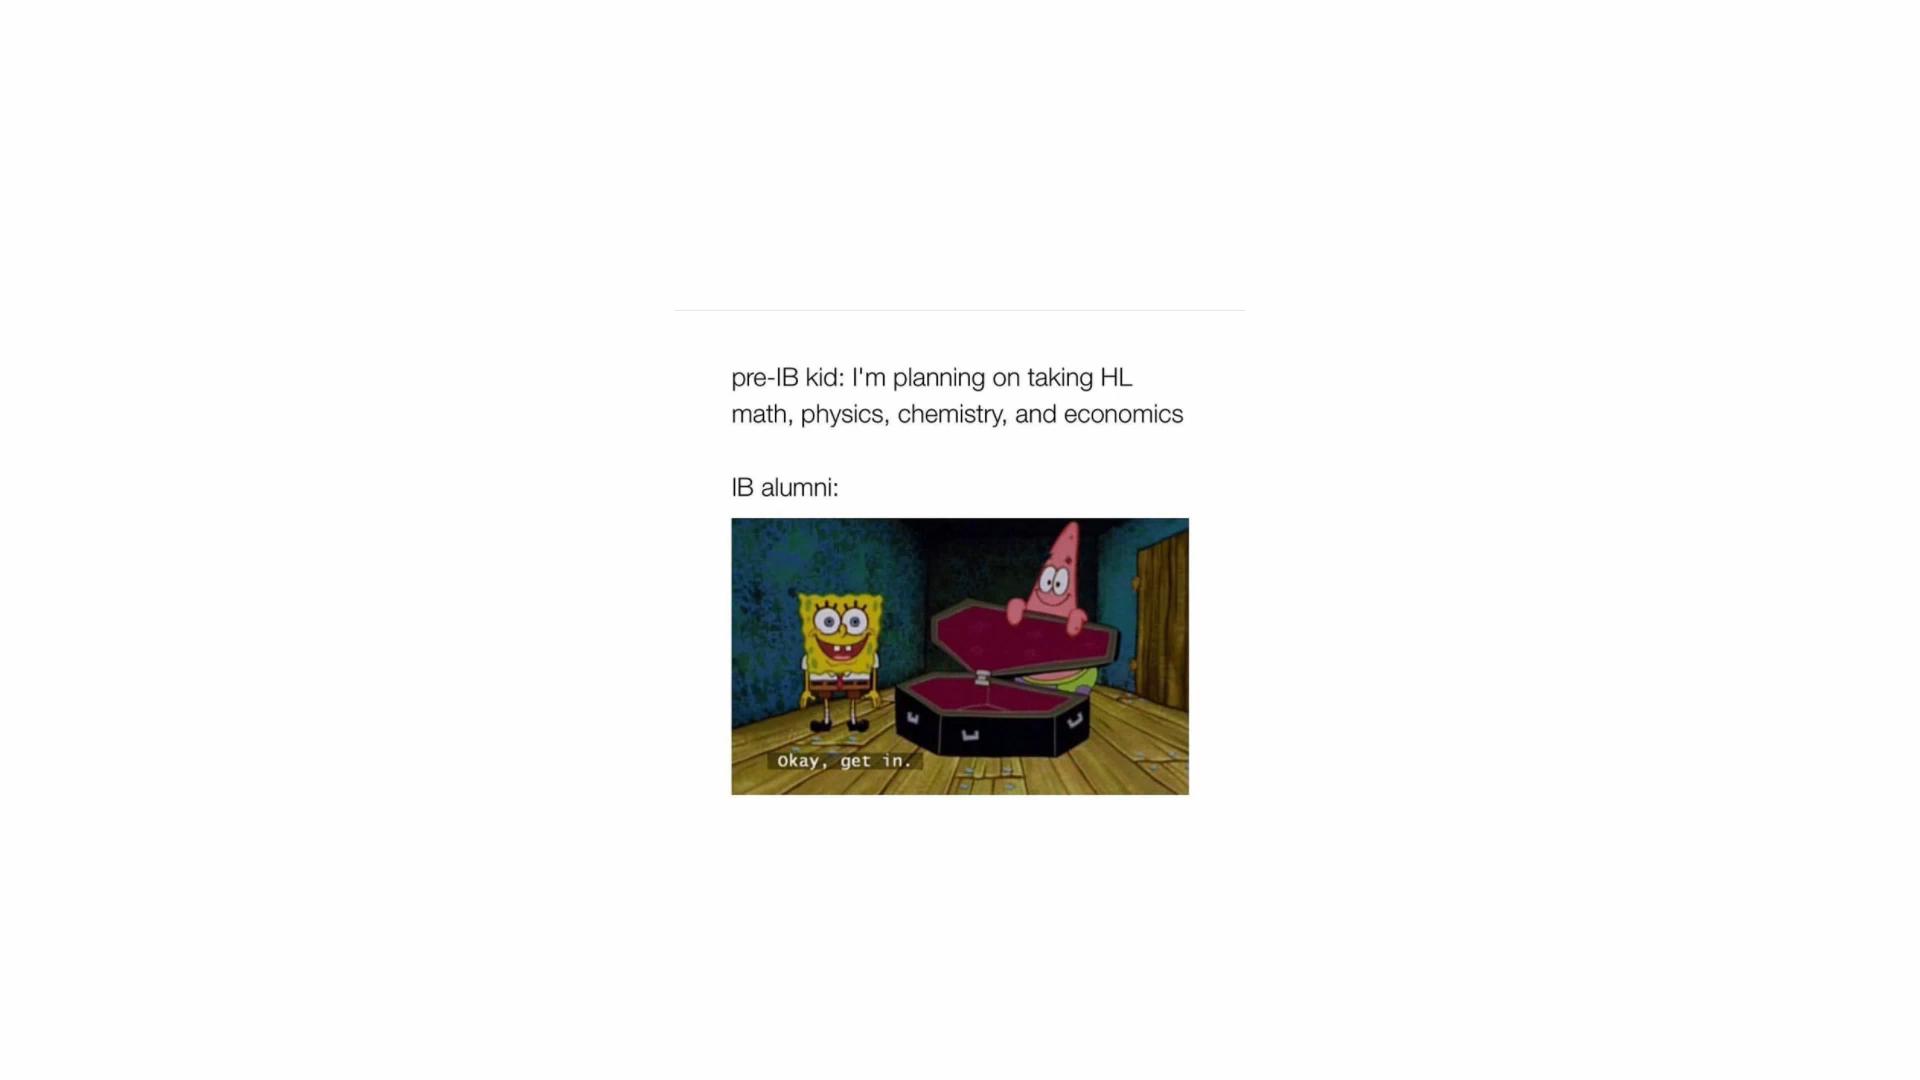 pre-IB kid: I'm planning on taking HL
math, physics, chemistry, and economics
IB alumni:
Okay, get in.